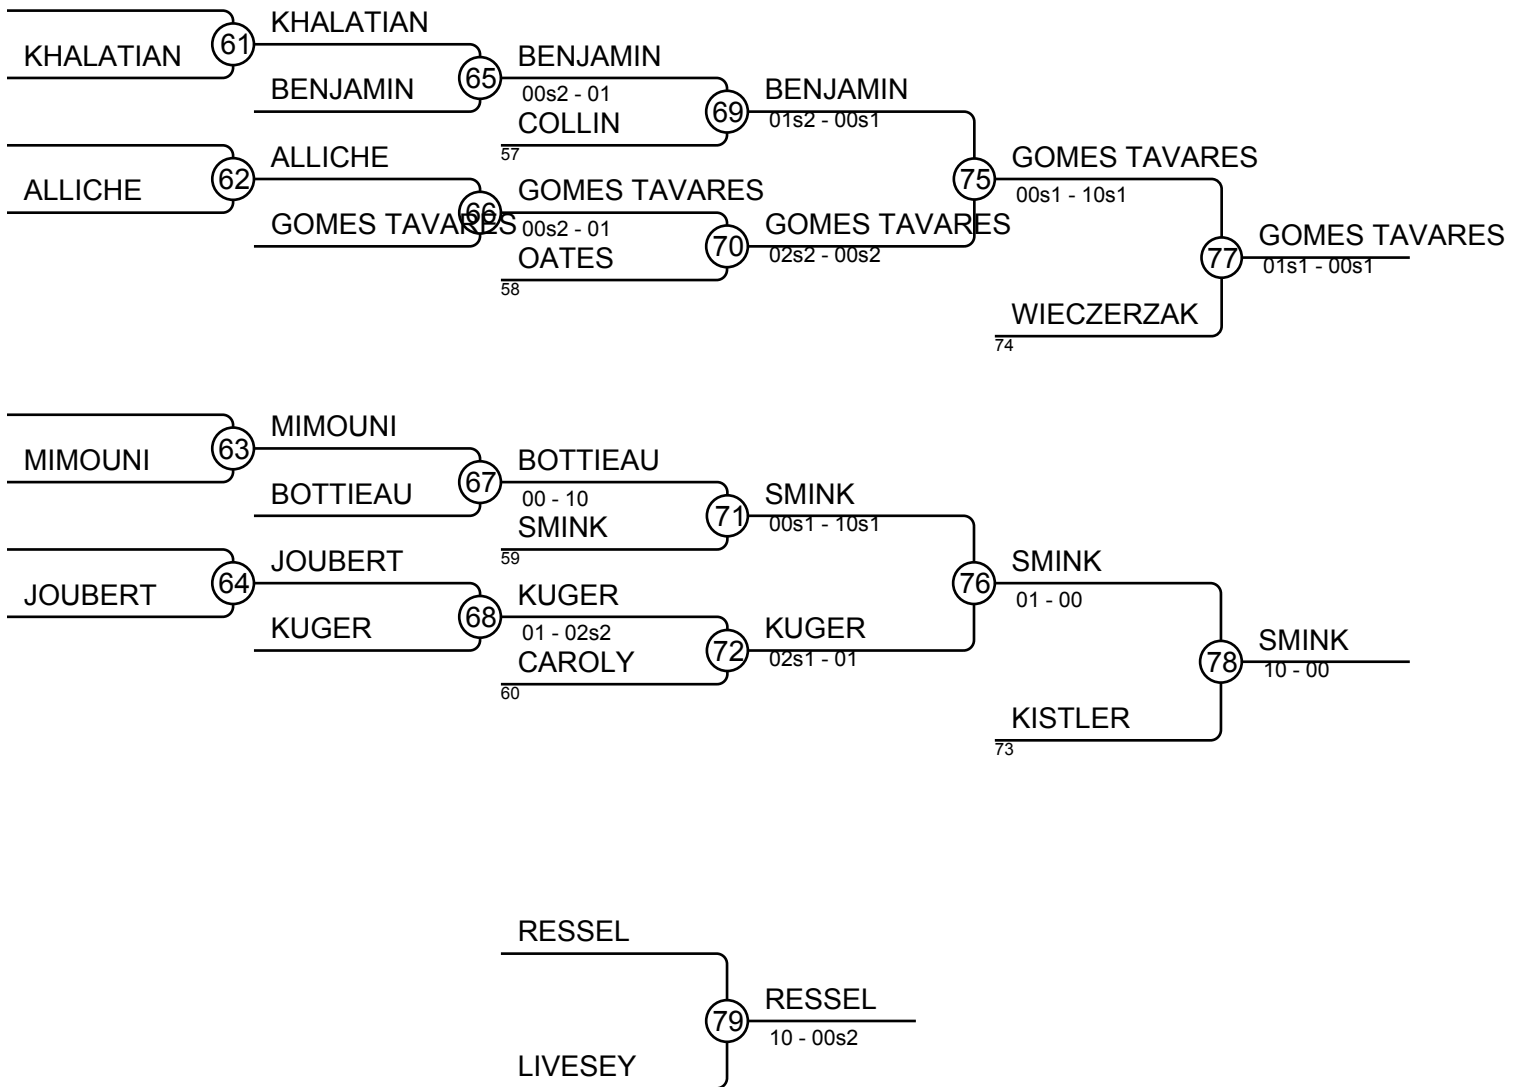 KHALATIAN
61
KHALATIAN
BENJAMIN
65
BENJAMIN
00s2 - 01
COLLIN
57
69
BENJAMIN
01s2 - 00s1
ALLICHE
62
ALLICHE
GOMES TAVARES
66
GOMES TAVARES
00s2 - 01
OATES
58
70
GOMES TAVARES
02s2 - 00s2
75
GOMES TAVARES
00s1 - 10s1
WIECZERZAK
74
77
GOMES TAVARES
01s1 - 00s1
MIMOUNI
63
MIMOUNI
BOTTIEAU
67
BOTTIEAU
00 - 10
SMINK
59
71
SMINK
00s1 - 10s1
JOUBERT
64
JOUBERT
KUGER
68
KUGER
01 - 02s2
CAROLY
60
72
KUGER
02s1 - 01
76
SMINK
01 - 00
KISTLER
73
78
SMINK
10 - 00
RESSEL
LIVESEY
79
RESSEL
10 - 00s2